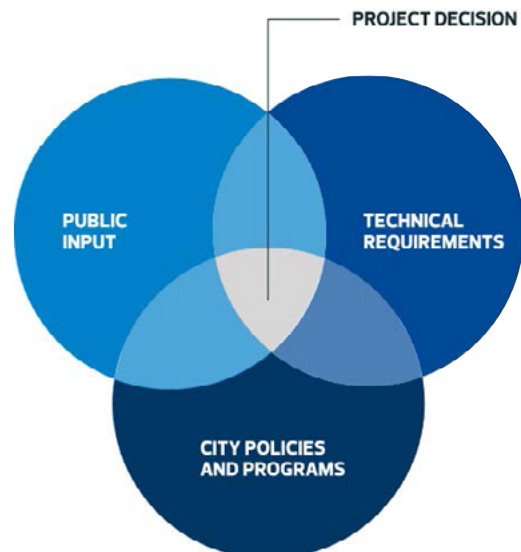 PROJECT DECISION
PUBLIC
INPUT
TECHNICAL
REQUIREMENTS
CITY POLICIES
AND PROGRAMS